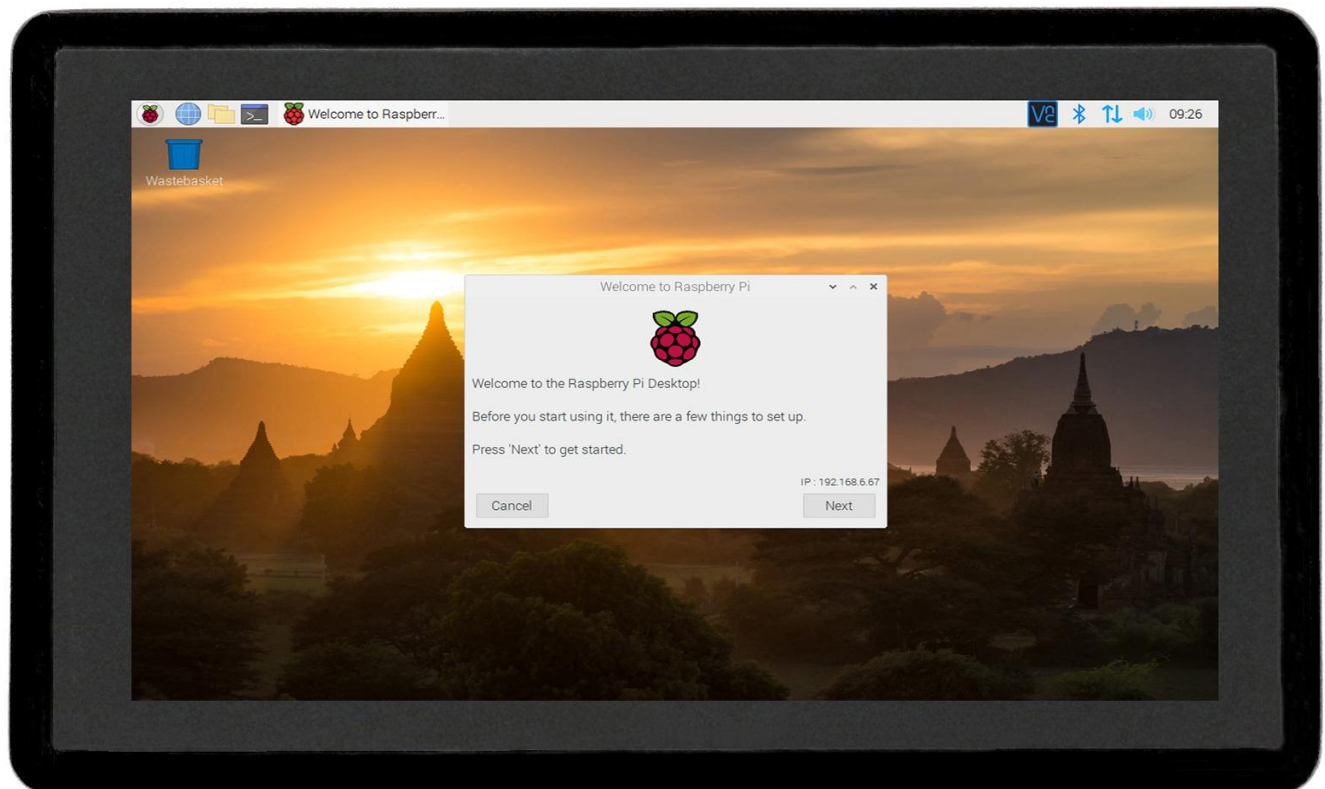 >_
Welcome to Raspberr...
VNC
09:26
Wastebasket
Welcome to Raspberry Pi
Welcome to the Raspberry Pi Desktop!
Before you start using it, there are a few things to set up.
Press 'Next' to get started.
IP : 192.168.6.67
Cancel
Next